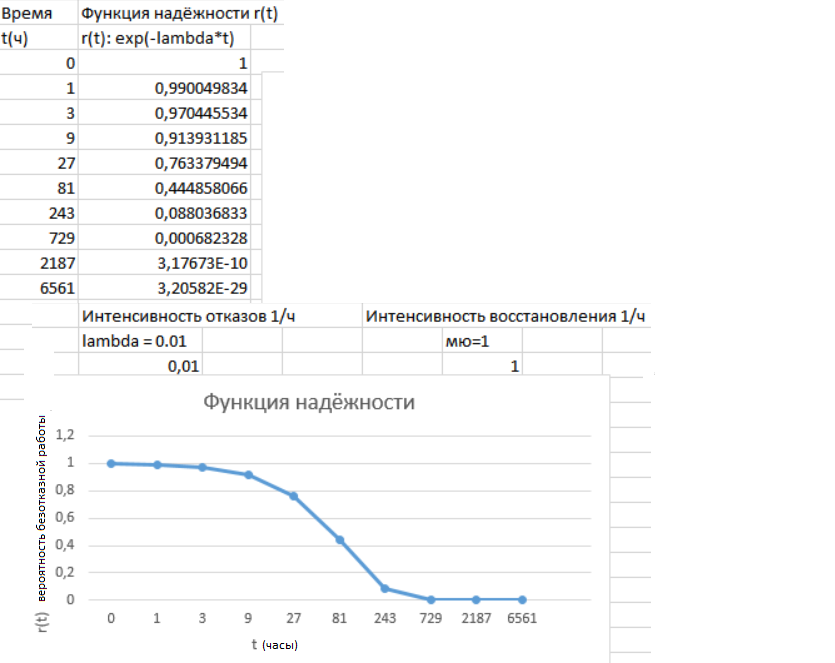 Время Функция надёжности r(t)
t(ч) r(t): exp(-lambda*t)
0 1
1 0,990049834
3 0,970445534
9 0,913931185
27 0,763379494
81 0,444858066
243 0,088036833
729 0,000682328
2187 3,17673E-10
6561 3,20582E-29
Интенсивность отказов 1/ч Интенсивность восстановления 1/ч
lambda = 0.01 мю=1
0,01 1
Функция надёжности
r(t) вероятность безотказной работы
1,2
1
0,8
0,6
0,4
0,2
0
0 1 3 9 27 81 243 729 2187 6561
t (часы)